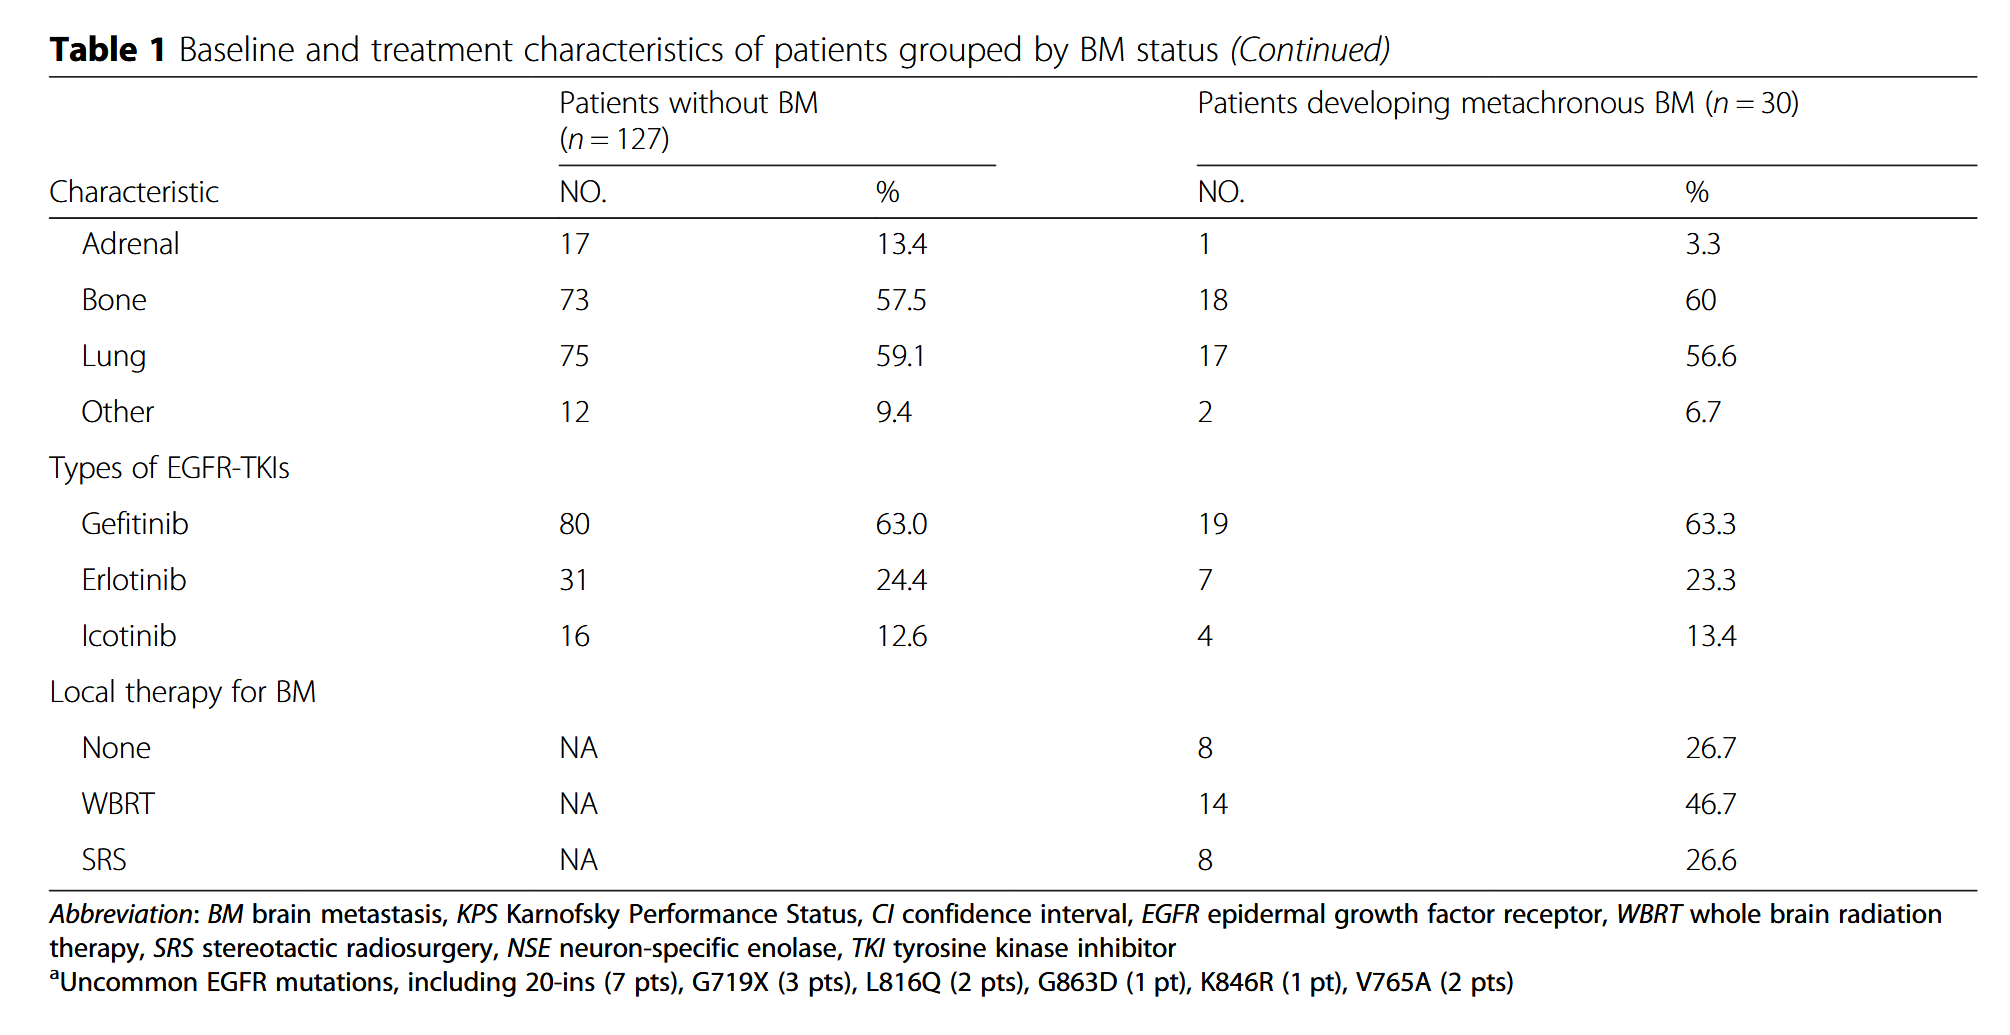 Table 1 Baseline and treatment characteristics of patients grouped by BM status (Continued)
Patients without BM Patients developing metachronous BM (n = 30)
(n = 127)
Characteristic NO. % NO. %
Adrenal 17 13.4 1 3.3
Bone 73 57.5 18 60
Lung 75 59.1 17 56.6
Other 12 9.4 2 6.7
Types of EGFR-TKIs
Gefitinib 80 63.0 19 63.3
Erlotinib 31 24.4 7 23.3
Icotinib 16 12.6 4 13.4
Local therapy for BM
None NA 8 26.7
WBRT NA 14 46.7
SRS NA 8 26.6
Abbreviation: BM brain metastasis, KPS Karnofsky Performance Status, CI confidence interval, EGFR epidermal growth factor receptor, WBRT whole brain radiation
therapy, SRS stereotactic radiosurgery, NSE neuron-specific enolase, TKI tyrosine kinase inhibitor
aUncommon EGFR mutations, including 20-ins (7 pts), G719X (3 pts), L816Q (2 pts), G863D (1 pt), K846R (1 pt), V765A (2 pts)